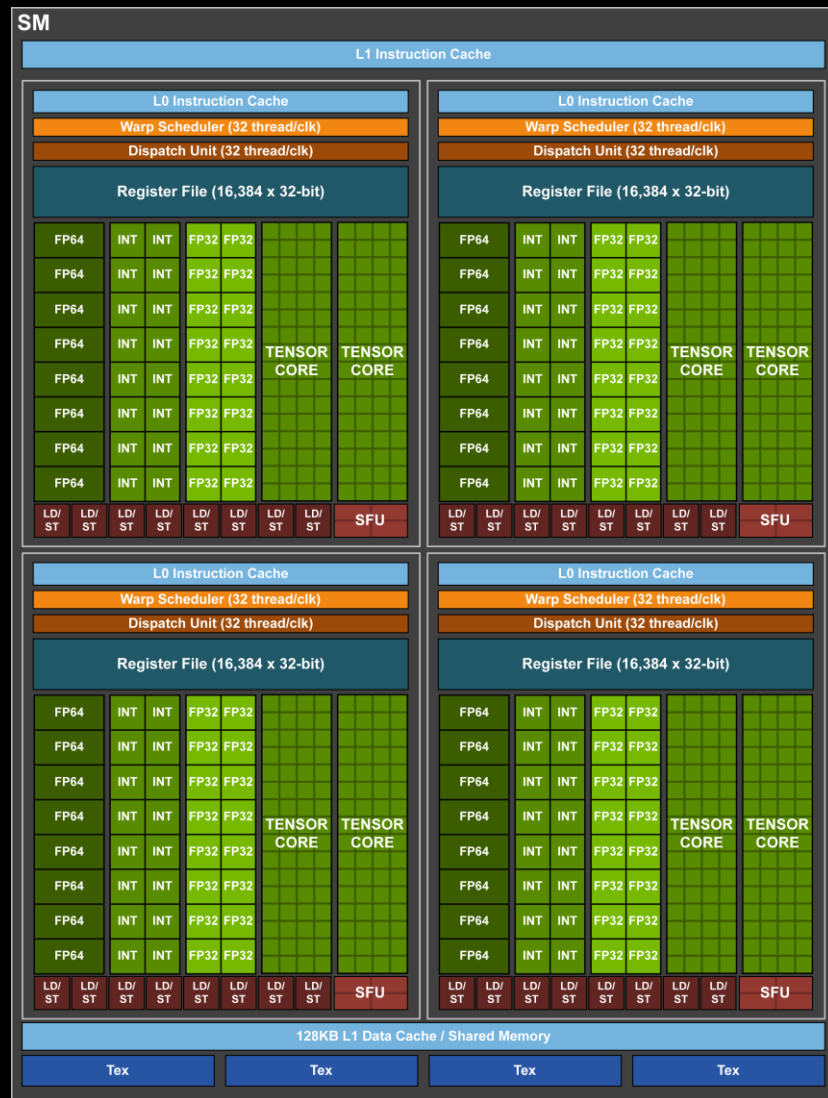 SM
L1 Instruction Cache
L0 Instruction Cache L0 Instruction Cache
Warp Scheduler (32 thread/clk) Warp Scheduler (32 thread/clk)
Dispatch Unit (32 thread/clk) Dispatch Unit (32 thread/clk)
Register File (16,384 x 32-bit) Register File (16,384 x 32-bit)
FP64 INT INT FP32 FP32 FP64 INT INT FP32 FP32
FP64 INT INT FP32 FP32 FP64 INT INT FP32 FP32
FP64 INT INT FP32 FP32 FP64 INT INT FP32 FP32
FP64 INT INT FP32 FP32 TENSOR CORE TENSOR CORE FP64 INT INT FP32 FP32 TENSOR CORE TENSOR CORE
FP64 INT INT FP32 FP32 FP64 INT INT FP32 FP32
FP64 INT INT FP32 FP32 FP64 INT INT FP32 FP32
FP64 INT INT FP32 FP32 FP64 INT INT FP32 FP32
FP64 INT INT FP32 FP32 FP64 INT INT FP32 FP32
LD/ST LD/ST LD/ST LD/ST LD/ST LD/ST LD/ST LD/ST SFU LD/ST LD/ST LD/ST LD/ST LD/ST LD/ST LD/ST LD/ST SFU
L0 Instruction Cache L0 Instruction Cache
Warp Scheduler (32 thread/clk) Warp Scheduler (32 thread/clk)
Dispatch Unit (32 thread/clk) Dispatch Unit (32 thread/clk)
Register File (16,384 x 32-bit) Register File (16,384 x 32-bit)
FP64 INT INT FP32 FP32 FP64 INT INT FP32 FP32
FP64 INT INT FP32 FP32 FP64 INT INT FP32 FP32
FP64 INT INT FP32 FP32 FP64 INT INT FP32 FP32
FP64 INT INT FP32 FP32 TENSOR CORE TENSOR CORE FP64 INT INT FP32 FP32 TENSOR CORE TENSOR CORE
FP64 INT INT FP32 FP32 FP64 INT INT FP32 FP32
FP64 INT INT FP32 FP32 FP64 INT INT FP32 FP32
FP64 INT INT FP32 FP32 FP64 INT INT FP32 FP32
FP64 INT INT FP32 FP32 FP64 INT INT FP32 FP32
LD/ST LD/ST LD/ST LD/ST LD/ST LD/ST LD/ST LD/ST SFU LD/ST LD/ST LD/ST LD/ST LD/ST LD/ST LD/ST LD/ST SFU
128KB L1 Data Cache / Shared Memory
Tex Tex Tex Tex